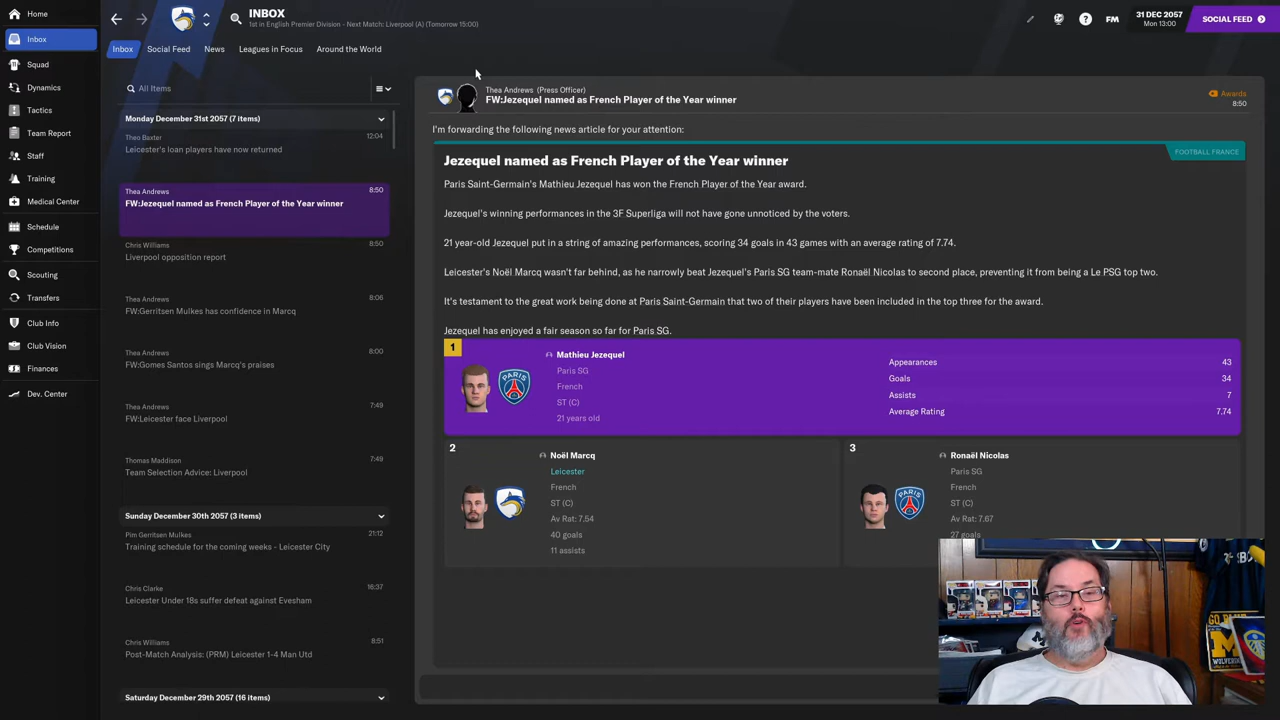 Home
Inbox
Squad
Dynamics
Tactics
Team Report
Staff
Training
Medical Center
Schedule
Competitions
Scouting
Transfers
Club Info
Club Vision
Finances
Dev. Center
INBOX
1st in English Premier Division - Next Match: Liverpool (A) (Tomorrow 15:00)
FM
31 DEC 2057
Mon 13:00
SOCIAL FEED
Inbox
Social Feed
News
Leagues in Focus
Around the World
All Items
Monday December 31st 2057 (7 items)
Theo Baxter 12:04
Leicester's loan players have now returned
Thea Andrews 8:50
FW:Jezequel named as French Player of the Year winner
Chris Williams 8:50
Liverpool opposition report
Thea Andrews 8:06
FW:Gerritsen Mulkes has confidence in Marcq
Thea Andrews 8:00
FW:Gomes Santos sings Marcq's praises
Thea Andrews 7:49
FW:Leicester face Liverpool
Thomas Maddison 7:49
Team Selection Advice: Liverpool
Sunday December 30th 2057 (3 items)
Pim Gerritsen Mulkes 21:12
Training schedule for the coming weeks - Leicester City
Chris Clarke 16:37
Leicester Under 18s suffer defeat against Evesham
Chris Williams 8:51
Post-Match Analysis: (PRM) Leicester 1-4 Man Utd
Saturday December 29th 2057 (16 items)
Thea Andrews (Press Officer)
FW:Jezequel named as French Player of the Year winner
Awards
8:50
I'm forwarding the following news article for your attention:
Jezequel named as French Player of the Year winner
FOOTBALL FRANCE
Paris Saint-Germain's Mathieu Jezequel has won the French Player of the Year award.
Jezequel's winning performances in the 3F Superliga will not have gone unnoticed by the voters.
21 year-old Jezequel put in a string of amazing performances, scoring 34 goals in 43 games with an average rating of 7.74.
Leicester's Noël Marcq wasn't far behind, as he narrowly beat Jezequel's Paris SG team-mate Ronaël Nicolas to second place, preventing it from being a Le PSG top two.
It's testament to the great work being done at Paris Saint-Germain that two of their players have been included in the top three for the award.
Jezequel has enjoyed a fair season so far for Paris SG.
1
PARIS
Mathieu Jezequel
Paris SG
French
ST (C)
21 years old
Appearances 43
Goals 34
Assists 7
Average Rating 7.74
2
Noël Marcq
Leicester
French
ST (C)
Av Rat: 7.54
40 goals
11 assists
3
PARIS
Ronaël Nicolas
Paris SG
French
ST (C)
Av Rat: 7.67
27 goals